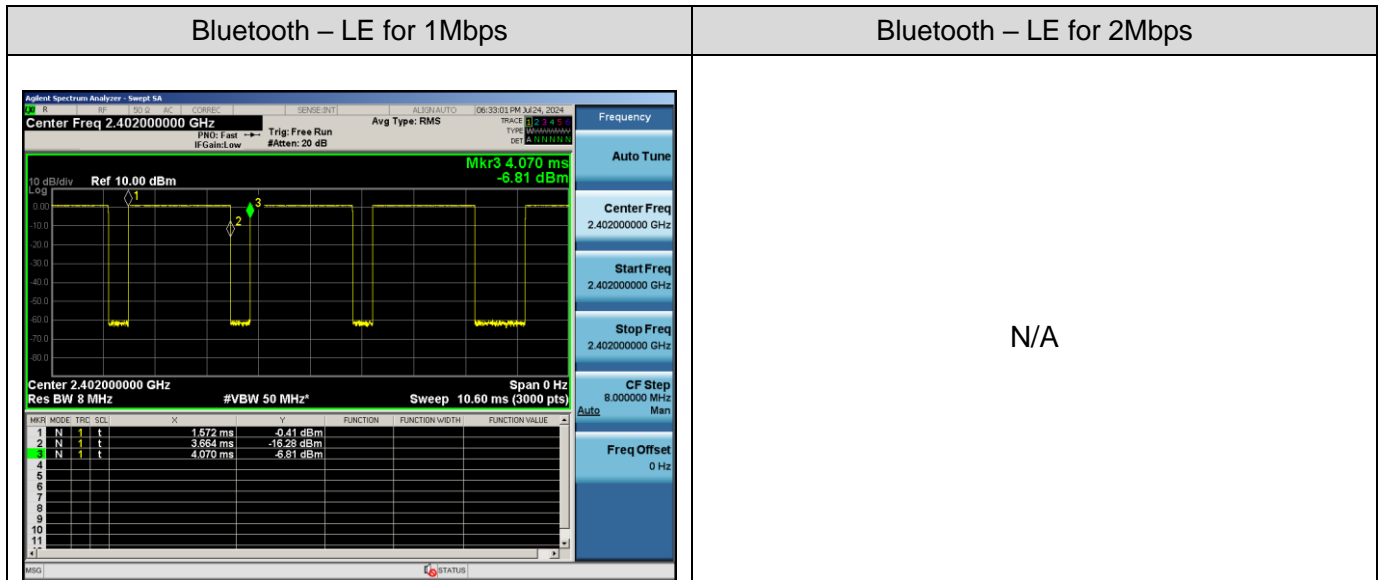 Bluetooth – LE for 1Mbps
Bluetooth – LE for 2Mbps
Agilent Spectrum Analyzer - Swept SA
R RF 50 Ω AC CORREC SENSE:INT ALIGNAUTO 06:33:01 PM Jul 24, 2024
Center Freq 2.402000000 GHz
PNO: Fast
IFGain:Low
Trig: Free Run
#Atten: 20 dB
Avg Type: RMS
TRACE 1 2 3 4 5 6
TYPE
DET A N N N N N
Frequency
Auto Tune
Center Freq
2.402000000 GHz
Start Freq
2.402000000 GHz
Stop Freq
2.402000000 GHz
CF Step
8.000000 MHz
Auto Man
Freq Offset
0 Hz
Mkr3 4.070 ms
-6.81 dBm
10 dB/div Ref 10.00 dBm
Log
0.00
-10.0
-20.0
-30.0
-40.0
-50.0
-60.0
-70.0
-80.0
1
2
3
Center 2.402000000 GHz Span 0 Hz
Res BW 8 MHz #VBW 50 MHz* Sweep 10.60 ms (3000 pts)
MKR MODE TRC SCL X Y FUNCTION FUNCTION WIDTH FUNCTION VALUE
1 N 1 t 1.572 ms -0.41 dBm
2 N 1 t 3.664 ms -16.28 dBm
3 N 1 t 4.070 ms -6.81 dBm
4
5
6
7
8
9
10
11
MSG STATUS
N/A